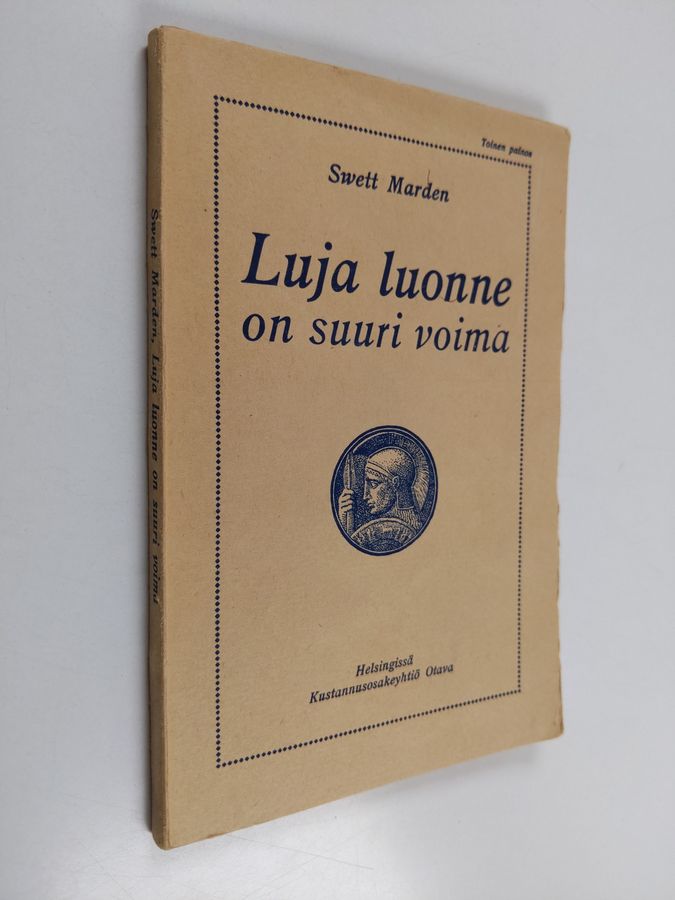 Toinen painos
Swett Marden
Luja luonne
on suuri voima
Helsingissä
Kustannusosakeyhtiö Otava
Swett Marden, Luja luonne on suuri voima